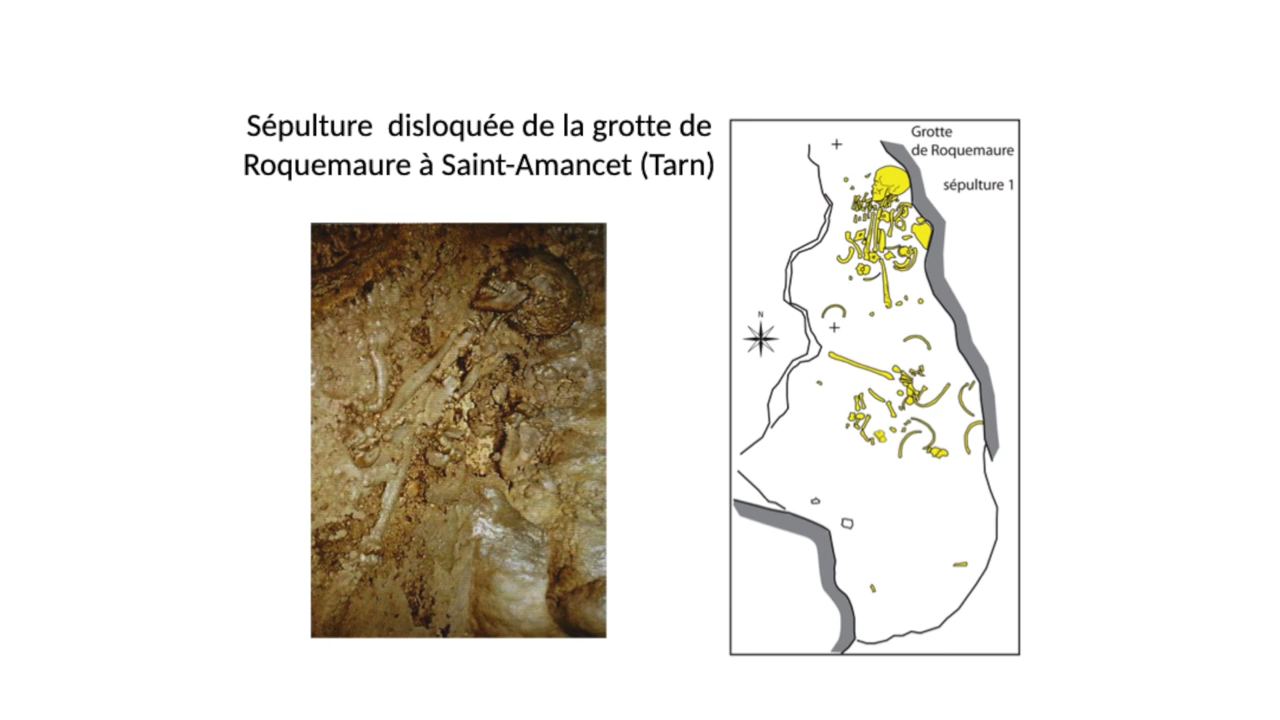 Sépulture  disloquée de la grotte de
Roquemaure à Saint-Amancet (Tarn)
Grotte
de Roquemaure
sépulture 1
N